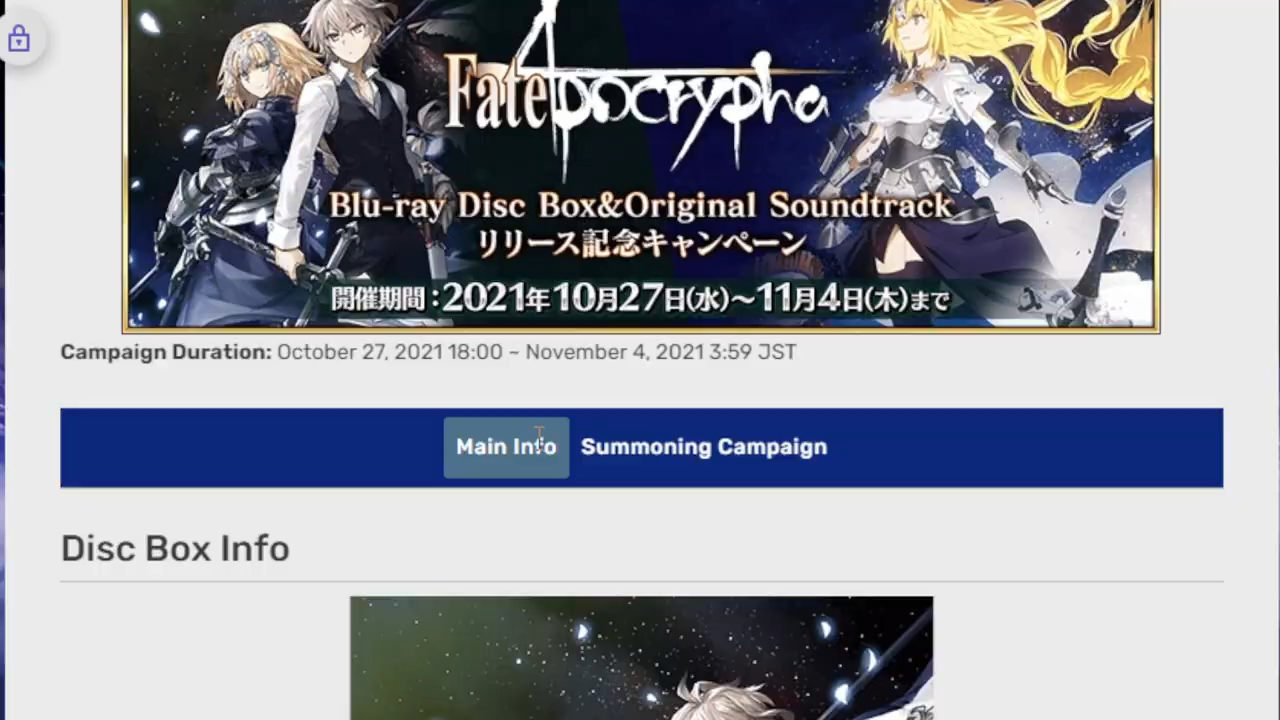 Fate/Apocrypha
Blu-ray Disc Box&Original Soundtrack
リリース記念キャンペーン
開催期間：2021年10月27日(水)～11月4日(木)まで
Campaign Duration: October 27, 2021 18:00 ~ November 4, 2021 3:59 JST
Main Info Summoning Campaign
Disc Box Info